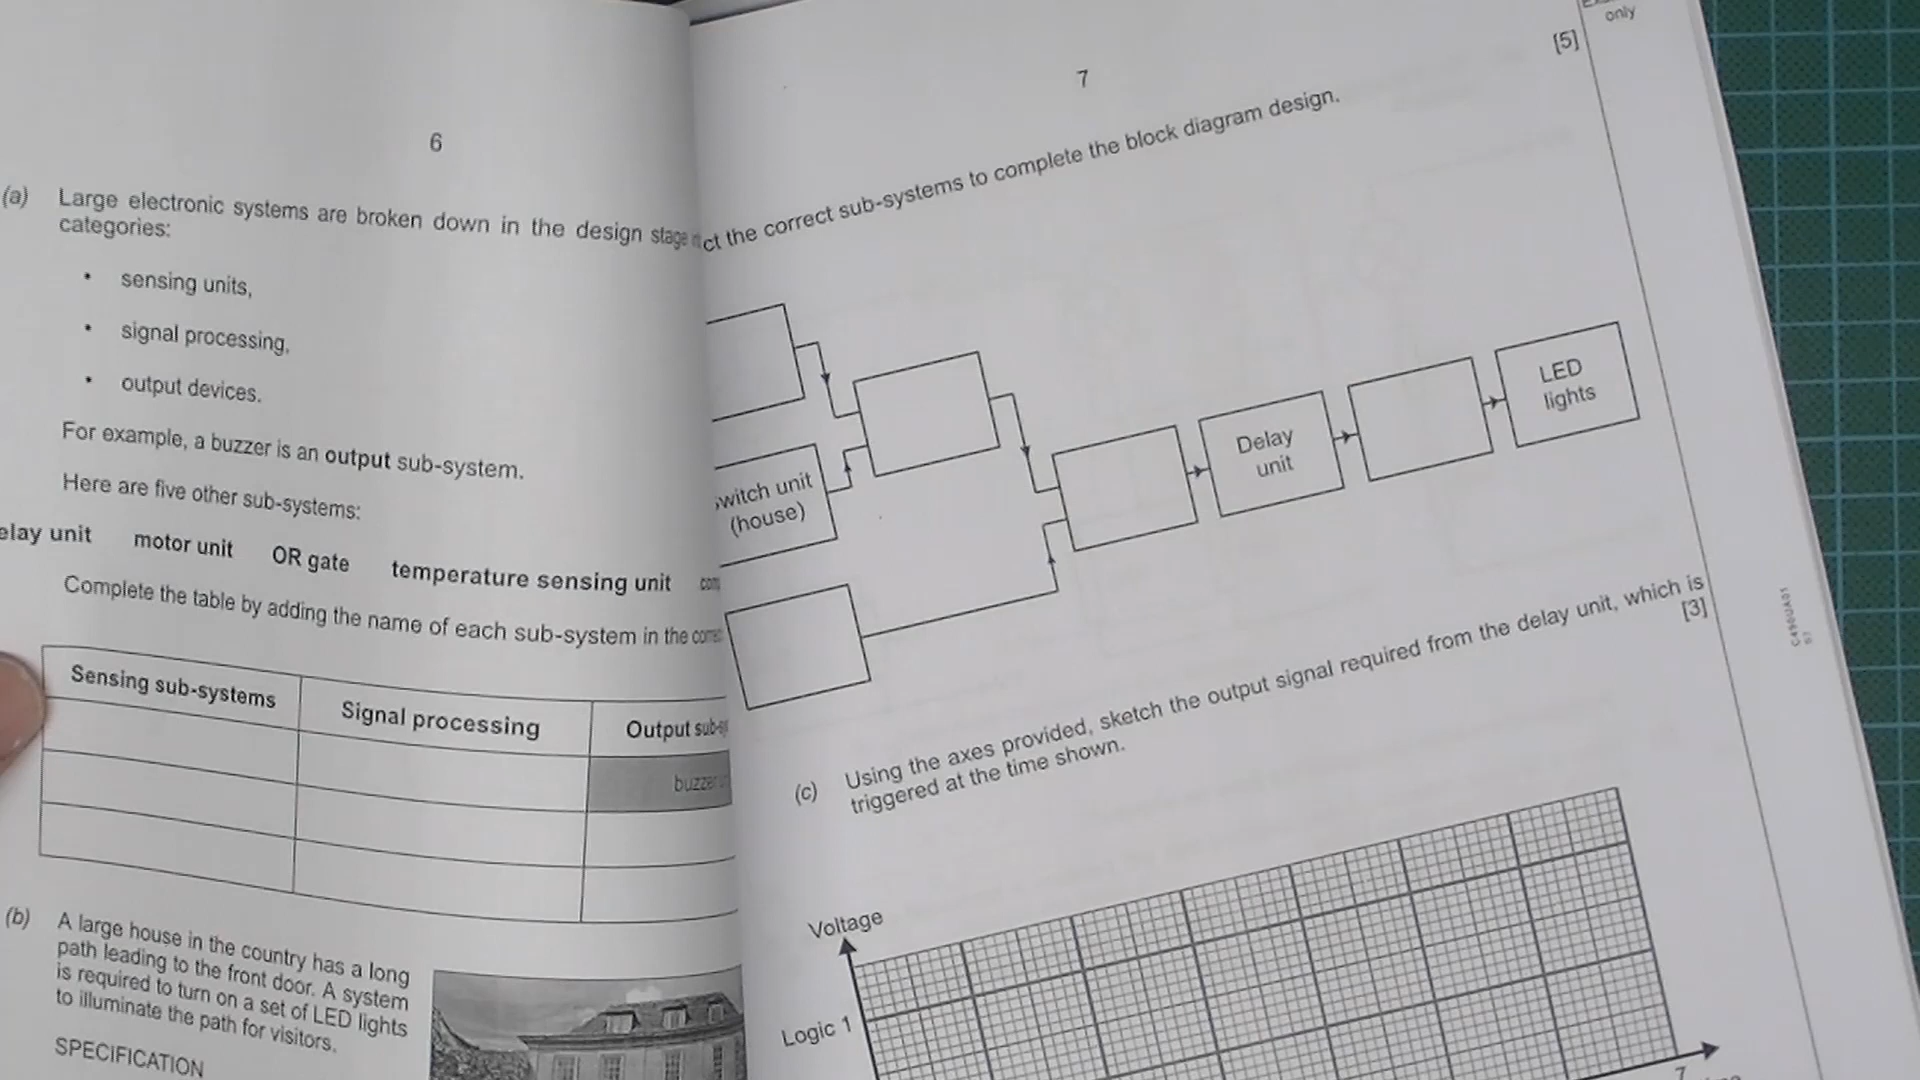 6
(a) Large electronic systems are broken down in the design stage
categories:
• sensing units,
• signal processing,
• output devices.
For example, a buzzer is an output sub-system.
Here are five other sub-systems:
elay unit motor unit OR gate temperature sensing unit
Complete the table by adding the name of each sub-system in the
Sensing sub-systems Signal processing Output
buzzer
(b) A large house in the country has a long
path leading to the front door. A system
is required to turn on a set of LED lights
to illuminate the path for visitors.
SPECIFICATION
only
[5]
7
ct the correct sub-systems to complete the block diagram design.
witch unit
(house)
Delay
unit
LED
lights
(c) Using the axes provided, sketch the output signal required from the delay unit, which is
triggered at the time shown.
[3]
Voltage
Logic 1
7